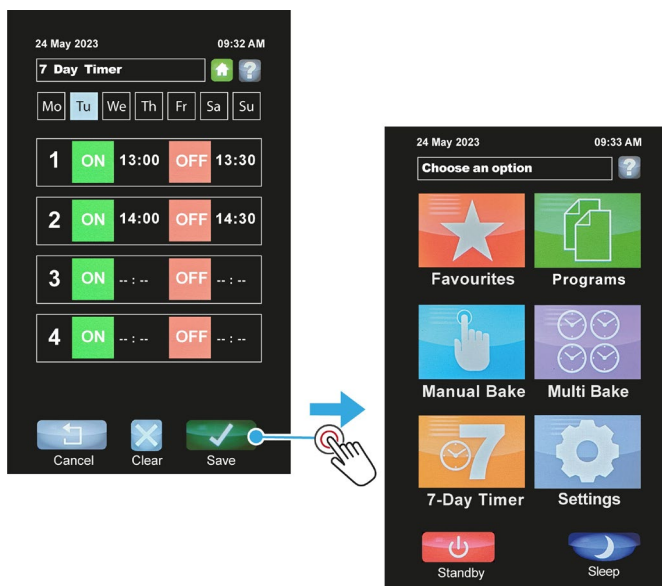 24 May 2023 09:32 AM
7 Day Timer ?
Mo Tu We Th Fr Sa Su
1 ON 13:00 OFF 13:30
2 ON 14:00 OFF 14:30
3 ON -- : -- OFF -- : --
4 ON -- : -- OFF -- : --
Cancel Clear Save
24 May 2023 09:33 AM
Choose an option ?
Favourites Programs
Manual Bake Multi Bake
7
7-Day Timer Settings
Standby Sleep